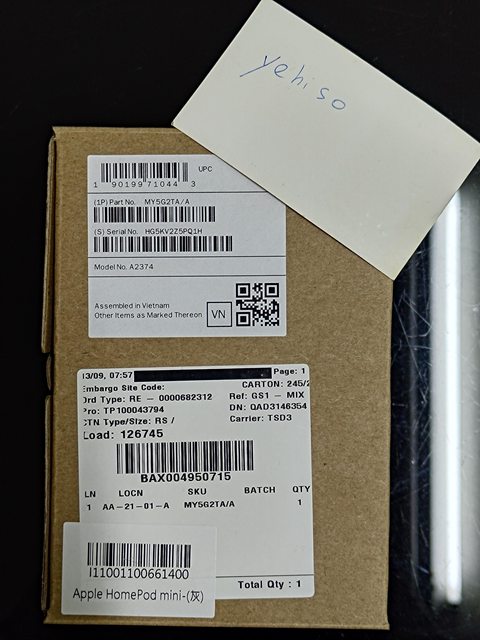 yehiso
UPC
1 90199 71044 3
(1P) Part No. MY5G2TA/A
(S) Serial No. HG5KV2Z5PQ1H
Model No. A2374
Assembled in Vietnam
Other Items as Marked Thereon
VN
13/09, 07:57 Page: 1
Embargo Site Code: CARTON: 245/2
Ord Type: RE - 0000682312 Ref: GS1 - MIX
Pro: TP100043794 DN: QAD3146354
CTN Type/Size: RS / Carrier: TSD3
Load: 126745
BAX004950715
LN LOCN SKU BATCH QTY
1 AA-21-01-A MY5G2TA/A 1
Total Qty : 1
I11001100661400
Apple HomePod mini-(灰)